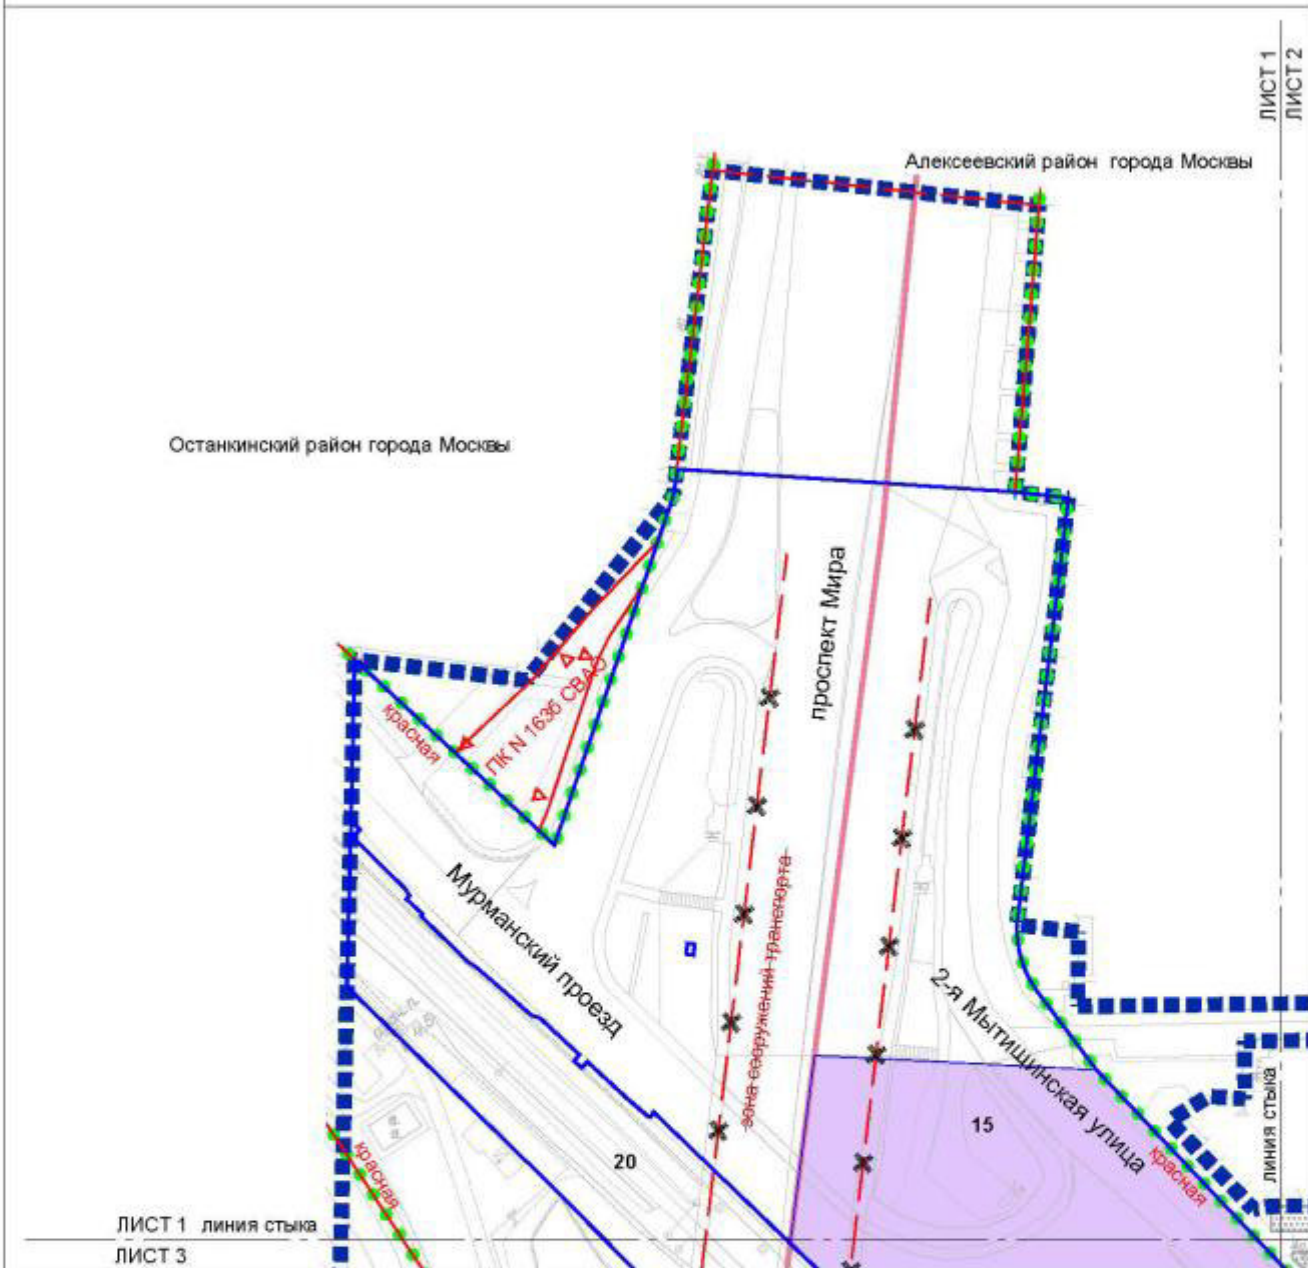 ЛИСТ 1
ЛИСТ 2
Алексеевский район города Москвы
Останкинский район города Москвы
проспект Мира
ПК N 163б СВАО
красная
Мурманский проезд
зона сооружений транспорта
2-я Мытищинская улица
15
линия стыка
красная
20
красная
ЛИСТ 1 линия стыка
ЛИСТ 3